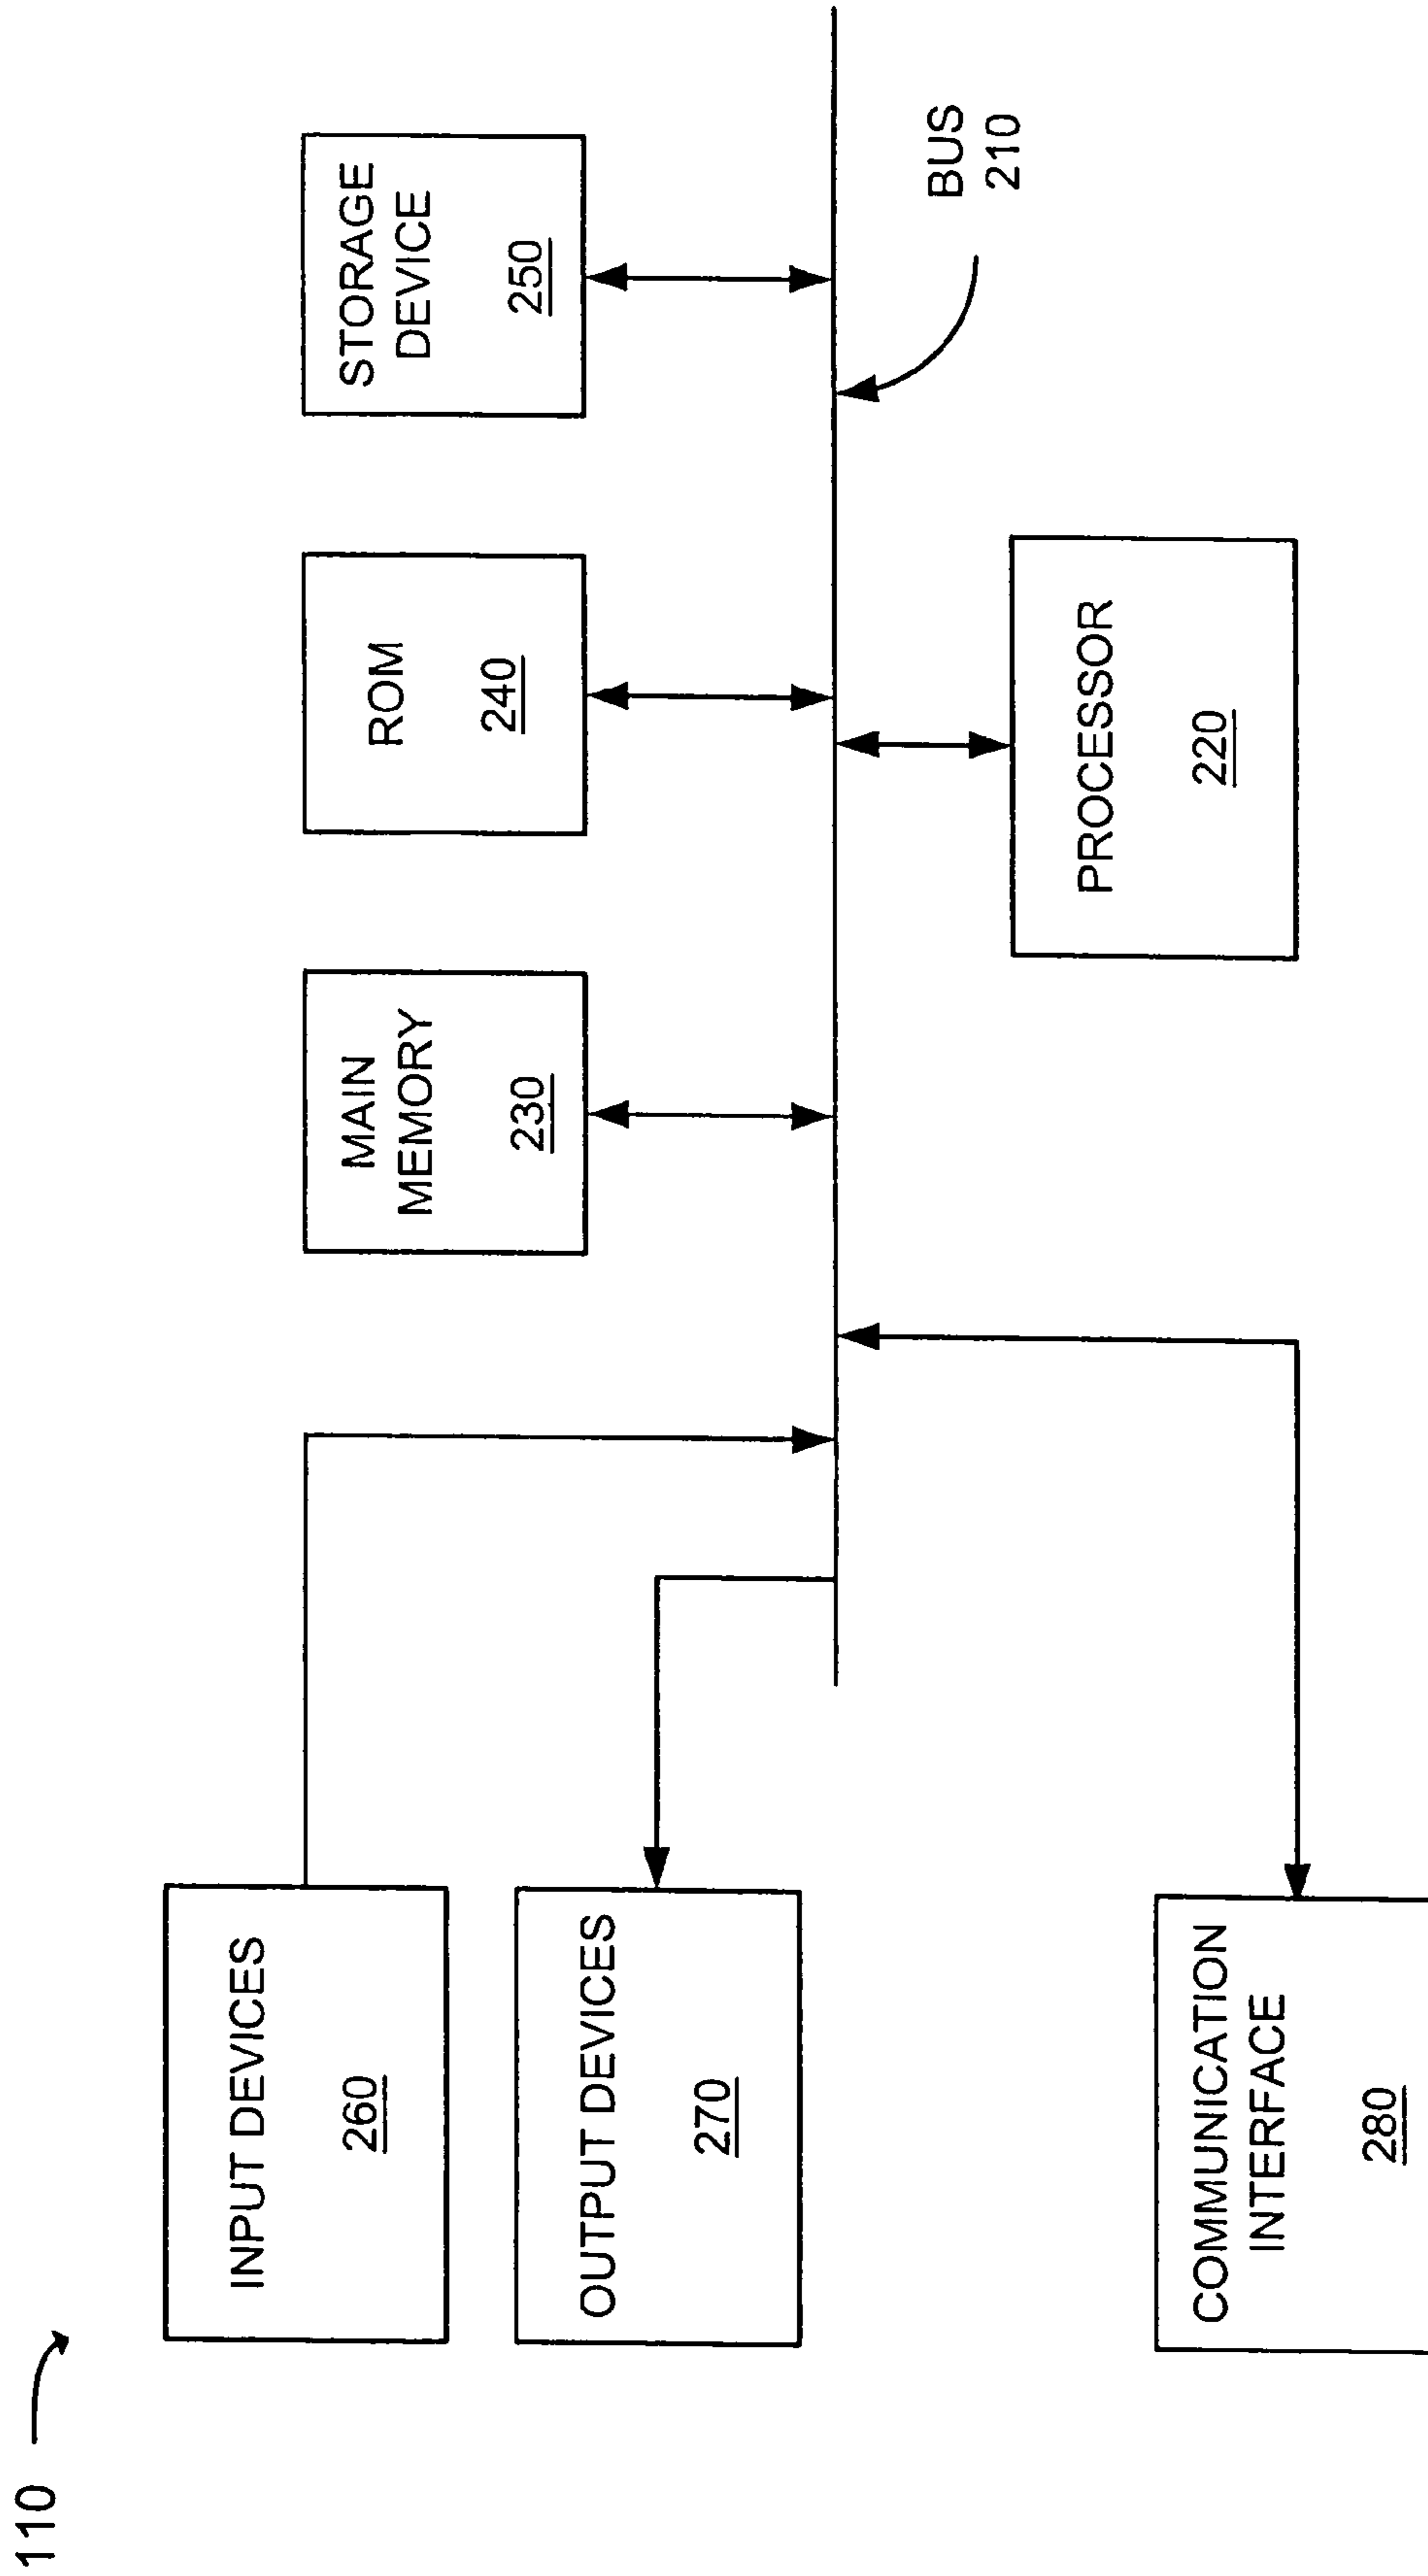 110
INPUT DEVICES
260
OUTPUT DEVICES
270
COMMUNICATION
INTERFACE
280
MAIN
MEMORY
230
ROM
240
STORAGE
DEVICE
250
PROCESSOR
220
BUS
210